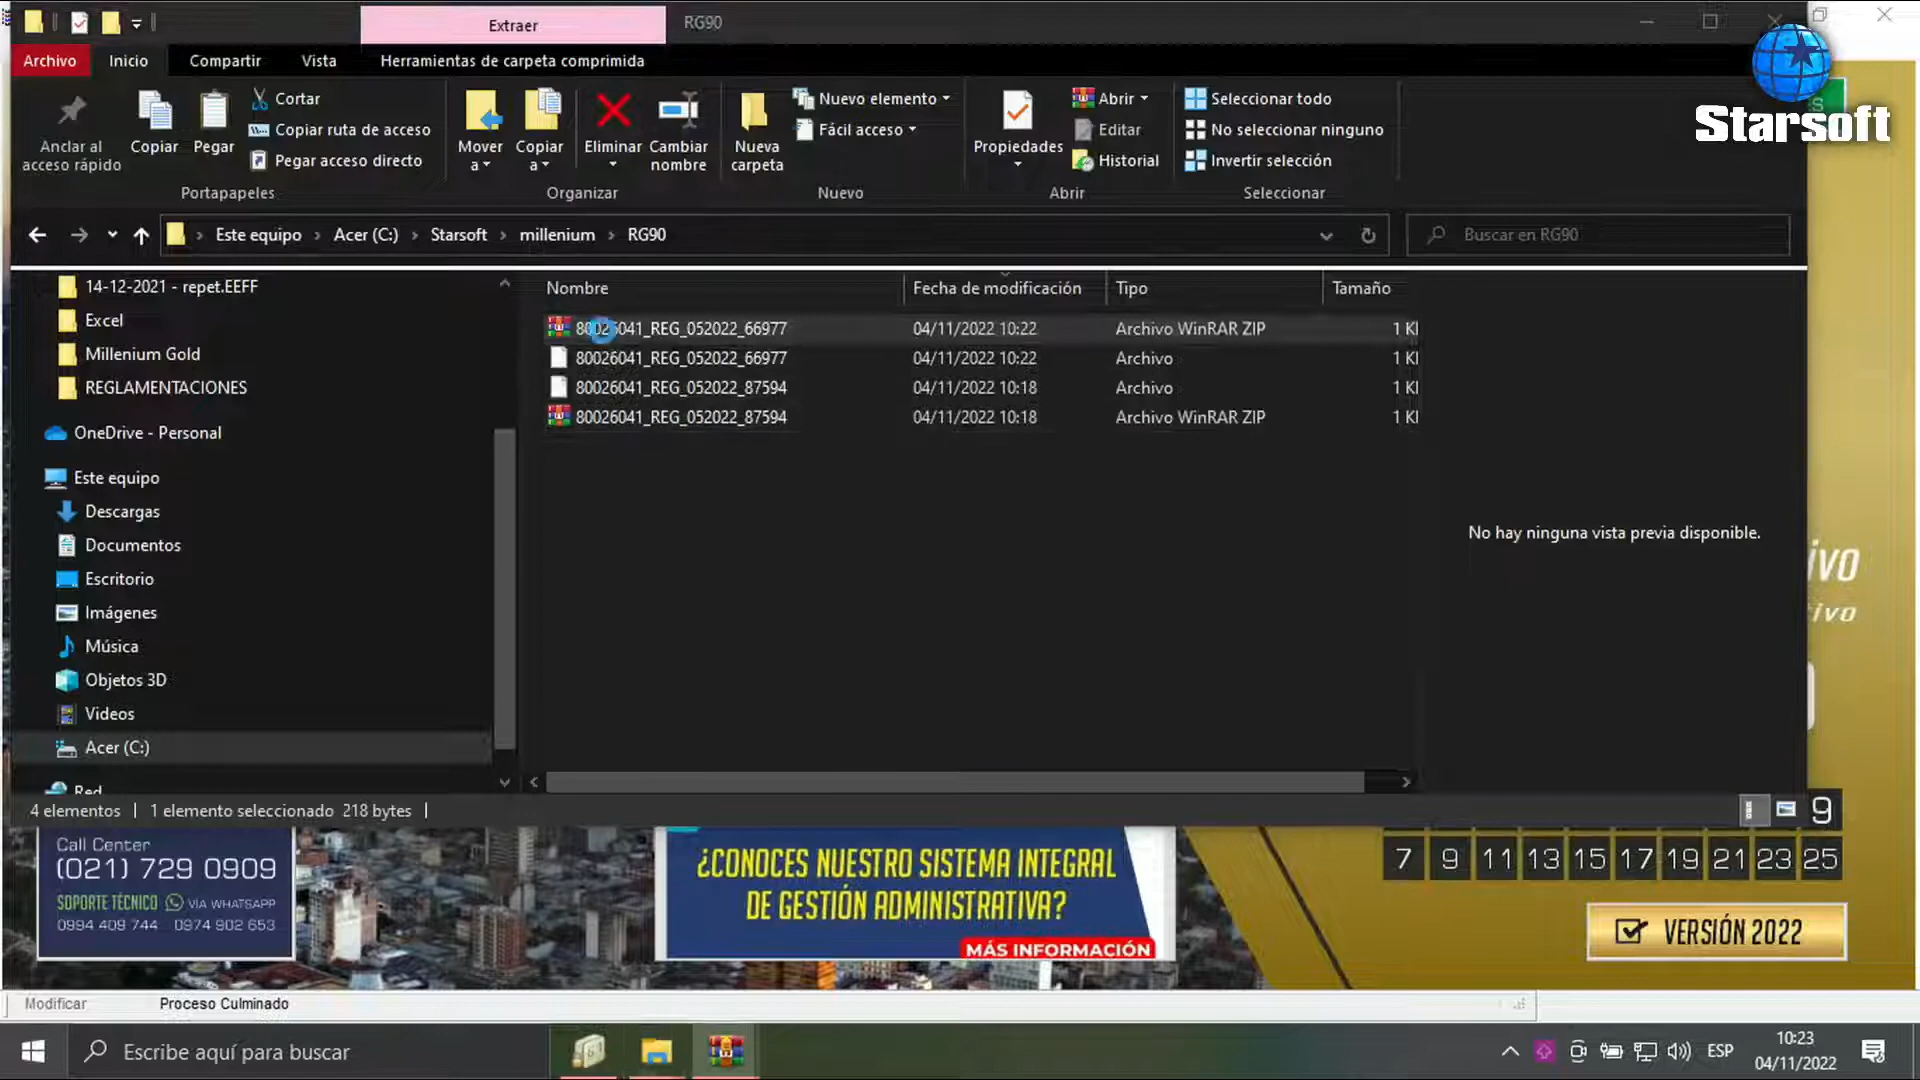 Extraer
RG90
Archivo
Inicio
Compartir
Vista
Herramientas de carpeta comprimida
Anclar al
acceso rápido
Copiar
Pegar
Cortar
Copiar ruta de acceso
Pegar acceso directo
Portapapeles
Mover
a
Copiar
a
Eliminar
Cambiar
nombre
Organizar
Nueva
carpeta
Nuevo elemento
Fácil acceso
Nuevo
Propiedades
Abrir
Editar
Historial
Abrir
Seleccionar todo
No seleccionar ninguno
Invertir selección
Seleccionar
Starsoft
Este equipo > Acer (C:) > Starsoft > millenium > RG90
Buscar en RG90
14-12-2021 - repet.EEFF
Excel
Millenium Gold
REGLAMENTACIONES
OneDrive - Personal
Este equipo
Descargas
Documentos
Escritorio
Imágenes
Música
Objetos 3D
Videos
Acer (C:)
Red
Nombre Fecha de modificación Tipo Tamaño
80026041_REG_052022_66977 04/11/2022 10:22 Archivo WinRAR ZIP 1 K
80026041_REG_052022_66977 04/11/2022 10:22 Archivo 1 K
80026041_REG_052022_87594 04/11/2022 10:18 Archivo 1 K
80026041_REG_052022_87594 04/11/2022 10:18 Archivo WinRAR ZIP 1 K
No hay ninguna vista previa disponible.
ivo
ivo
4 elementos | 1 elemento seleccionado 218 bytes |
9
Call Center
(021) 729 0909
SOPORTE TÉCNICO VIA WHATSAPP
0994 409 744 0974 902 653
¿CONOCES NUESTRO SISTEMA INTEGRAL
DE GESTIÓN ADMINISTRATIVA?
MÁS INFORMACIÓN
7 9 11 13 15 17 19 21 23 25
VERSIÓN 2022
Modificar Proceso Culminado
Escribe aquí para buscar
ESP
10:23
04/11/2022